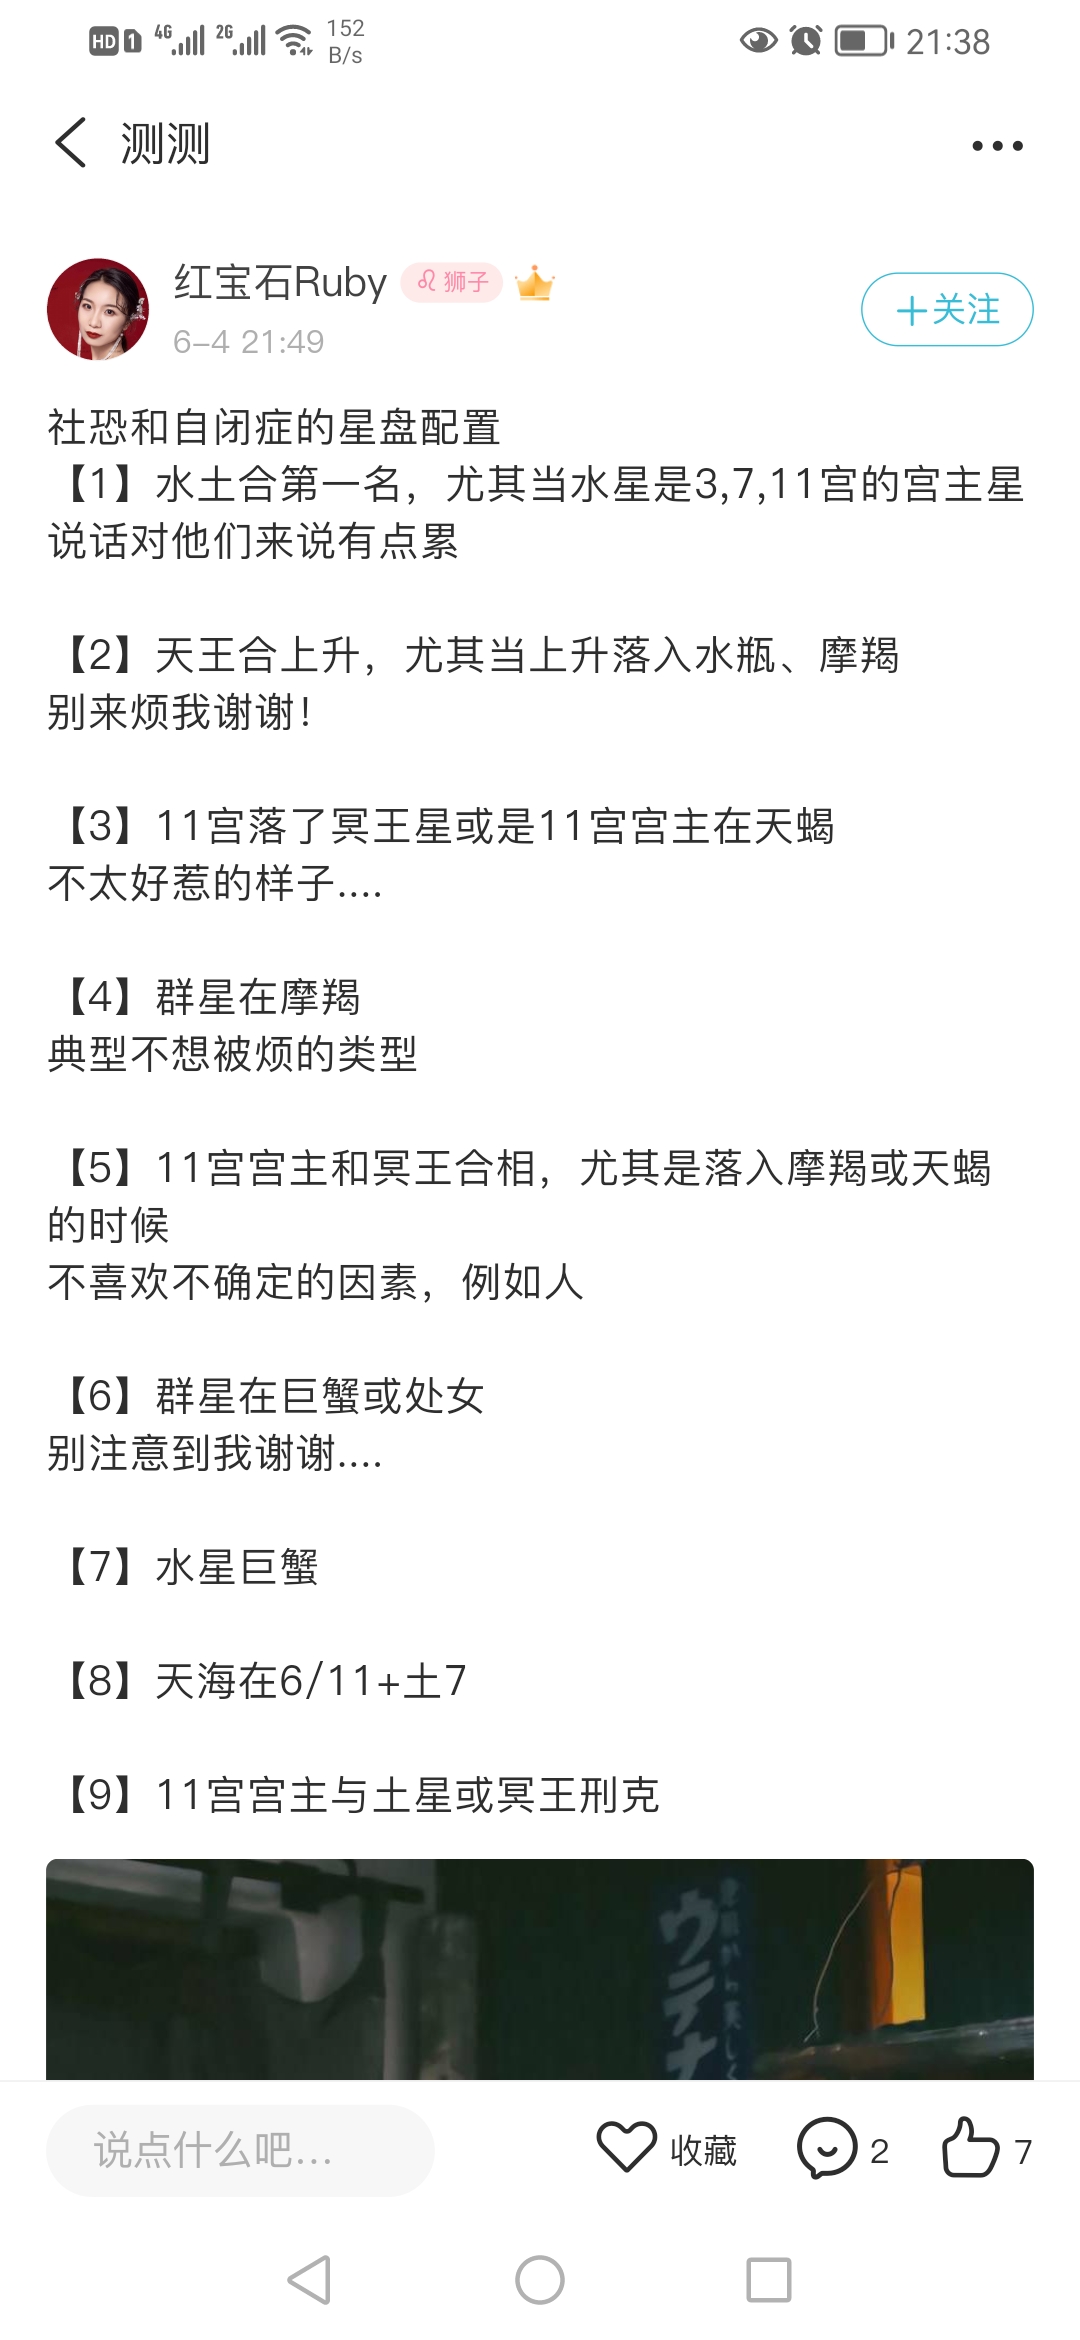 HD 1 4G 2G 152 B/s 21:38
测测
红宝石Ruby 狮子
+关注
6-4 21:49
社恐和自闭症的星盘配置
【1】水土合第一名，尤其当水星是3,7,11宫的宫主星
说话对他们来说有点累
【2】天王合上升，尤其当上升落入水瓶、摩羯
别来烦我谢谢！
【3】11宫落了冥王星或是11宫宫主在天蝎
不太好惹的样子....
【4】群星在摩羯
典型不想被烦的类型
【5】11宫宫主和冥王合相，尤其是落入摩羯或天蝎
的时候
不喜欢不确定的因素，例如人
【6】群星在巨蟹或处女
别注意到我谢谢....
【7】水星巨蟹
【8】天海在6/11+土7
【9】11宫宫主与土星或冥王刑克
ウテナ
说点什么吧... 收藏 2 7